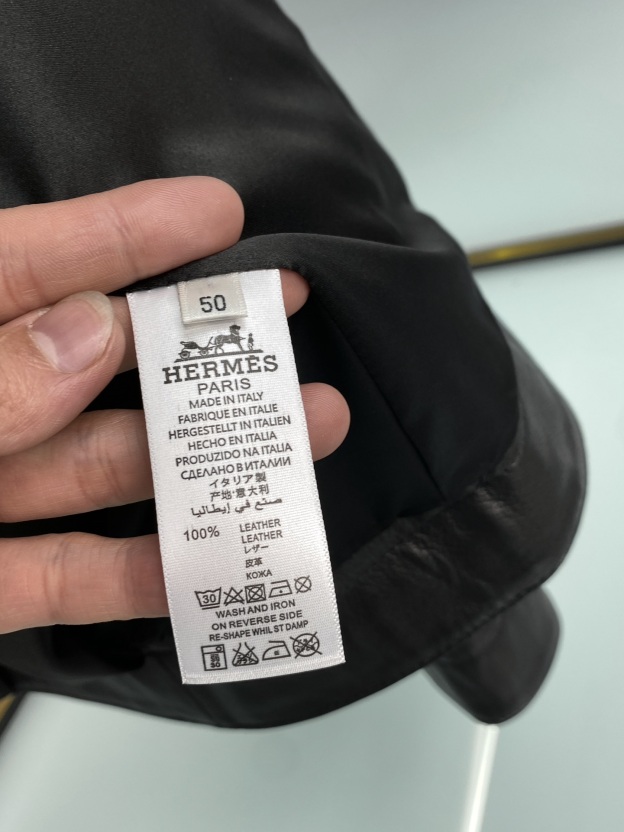 50
HERMÈS
PARIS
MADE IN ITALY
FABRIQUE EN ITALIE
HERGESTELLT IN ITALIEN
HECHO EN ITALIA
PRODUZIDO NA ITALIA
СДЕЛАНО В ИТАЛИИ
イタリア製
产地:意大利
صنع في إيطاليا
100% LEATHER
LEATHER
レザー
皮革
КОЖА
30
WASH AND IRON
ON REVERSE SIDE
RE-SHAPE WHIL ST DAMP
50